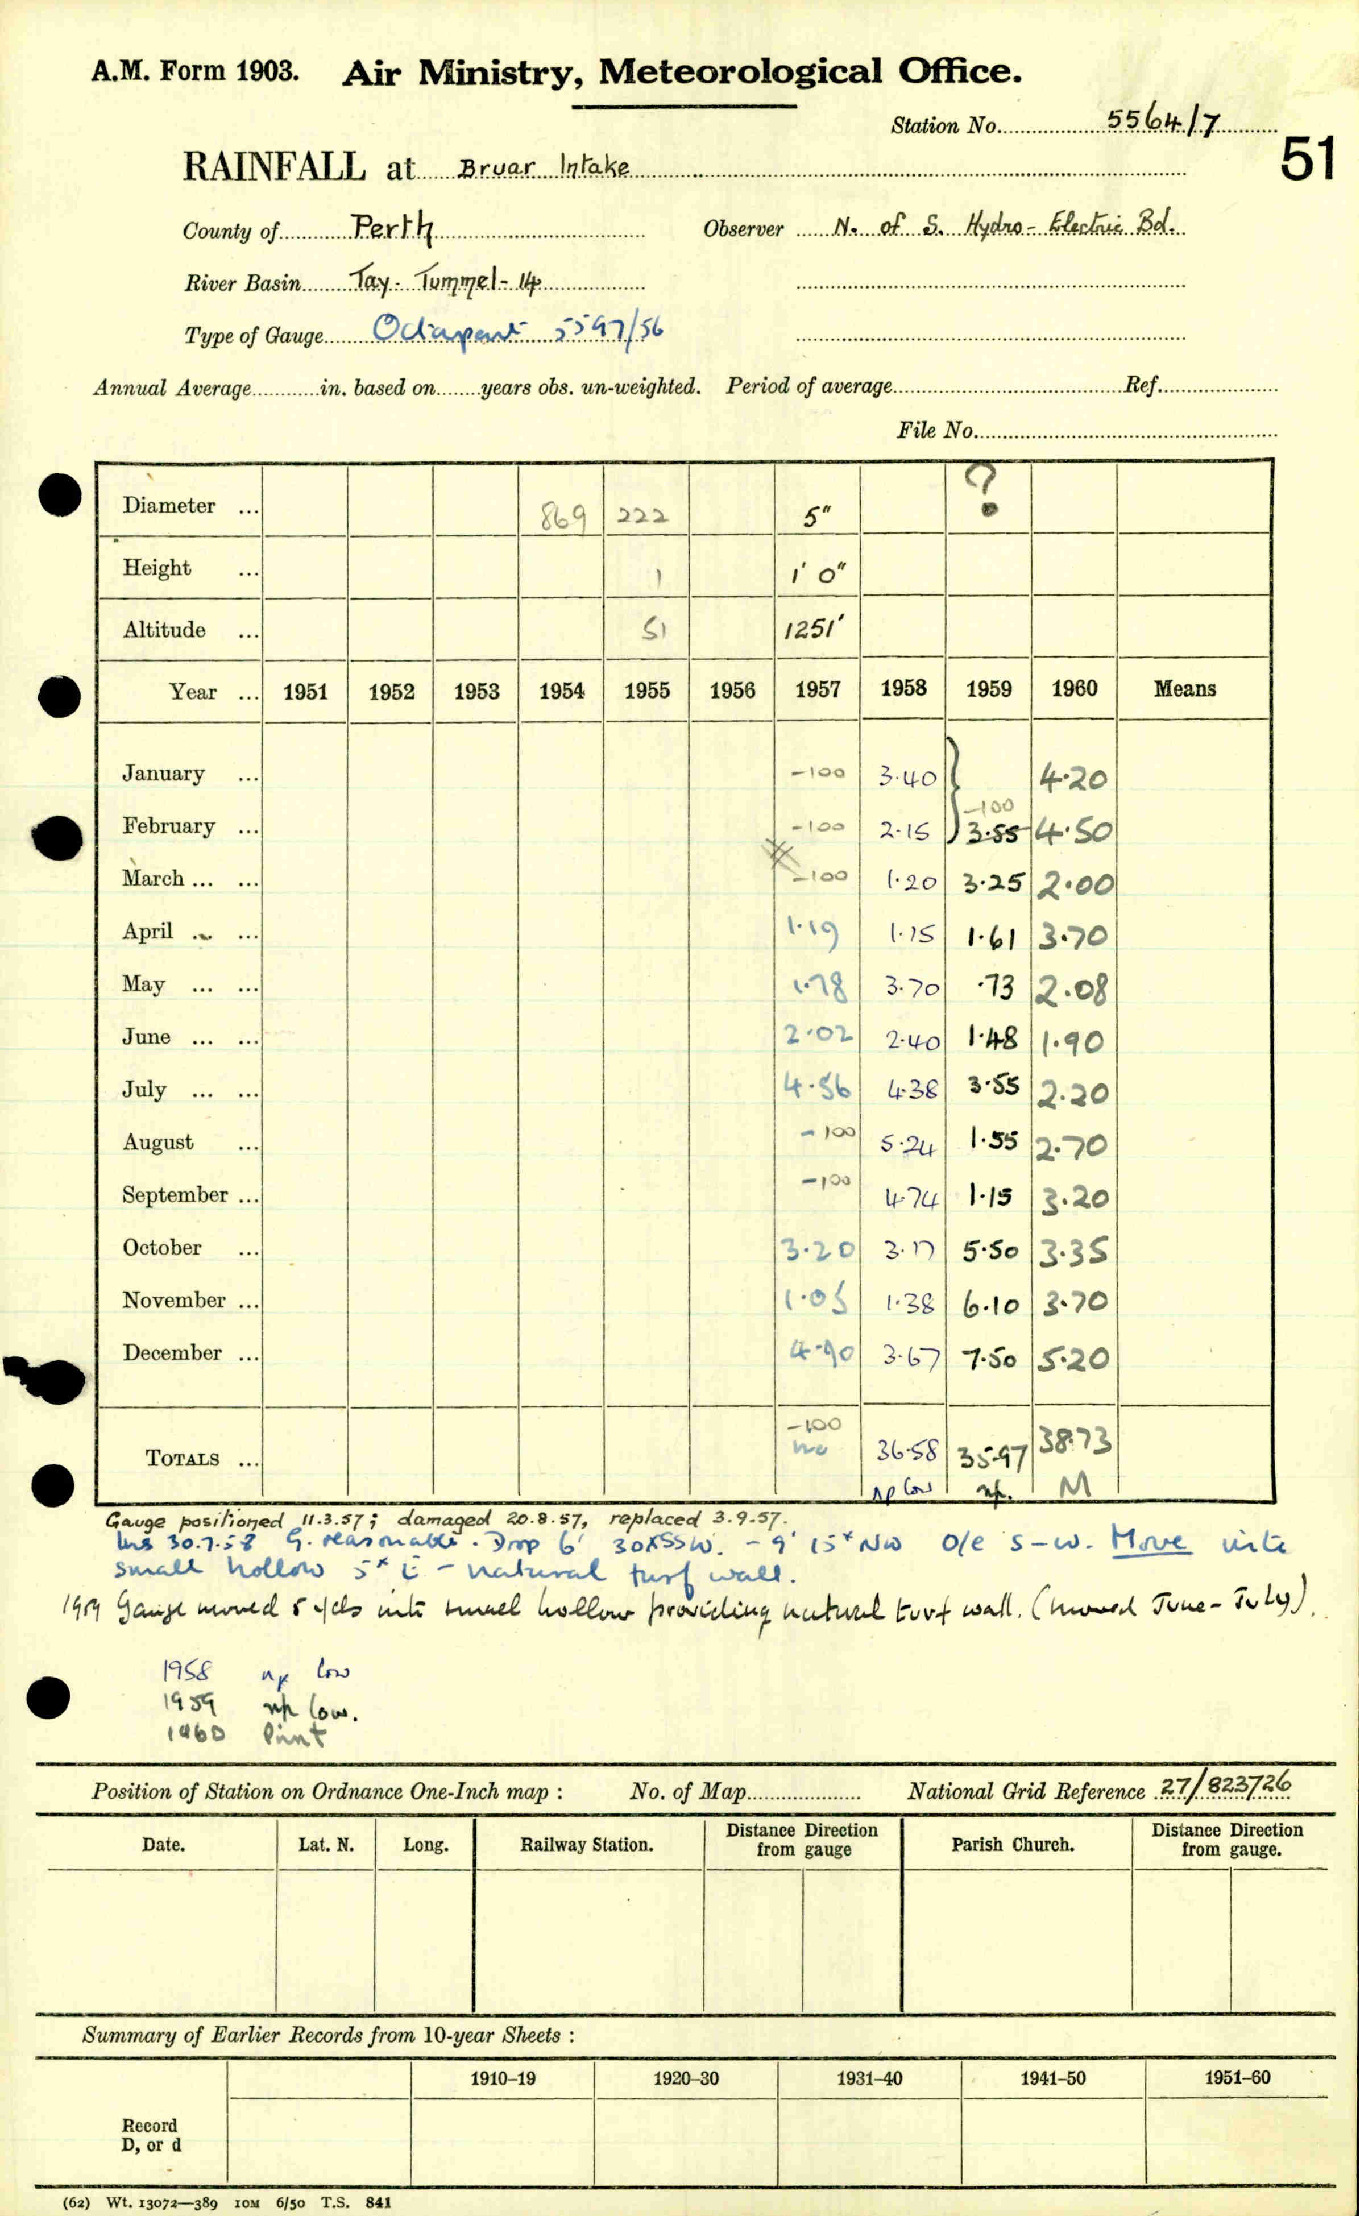 A.M. Form 1903. Air Ministry, Meteorological Office.
Station No. 5564/7
51
RAINFALL at Bruar Intake
County of Perth Observer N. of S. Hydro-Electric Bd.
River Basin Tay-Tummel-14
Type of Gauge Octapent 5597/56
Annual Average in. based on years obs. un-weighted. Period of average Ref.
File No.
Diameter ... 869 222 5" ?
Height ... 1 1' 0"
Altitude ... 51 1251'
Year ... 1951 1952 1953 1954 1955 1956 1957 1958 1959 1960 Means
January ... -100 3.40 4.20
-100
February ... -100 2.15 3.55 4.50
March ... ... -100 1.20 3.25 2.00
April ... ... 1.19 1.15 1.61 3.70
May ... ... 1.78 3.70 .73 2.08
June ... ... 2.02 2.40 1.48 1.90
July ... ... 4.56 4.38 3.55 2.20
August ... -100 5.24 1.55 2.70
September ... -100 4.74 1.15 3.20
October ... 3.20 3.17 5.50 3.35
November ... 1.05 1.38 6.10 3.70
December ... 4.90 3.67 7.50 5.20
-100
TOTALS ... no 36.58 35.97 38.73
np low np. M
Gauge positioned 11.3.57; damaged 20.8.57, replaced 3.9.57.
Ins 30.7.58 G. reasonable. Drop 6' 30xSSW. - 9' 15x NW o/e S-W. Move into
small hollow 5x E - natural turf wall.
1959 Gauge moved 5 yds into small hollow providing natural turf wall. (moved June-July).
1958 np low
1959 np low.
1960 Print
Position of Station on Ordnance One-Inch map : No. of Map National Grid Reference 27/823726
Date. Lat. N. Long. Railway Station. Distance Direction from gauge Parish Church. Distance Direction from gauge.
Summary of Earlier Records from 10-year Sheets :
1910–19 1920–30 1931–40 1941–50 1951–60
Record
D, or d
(62) Wt. 13072—389 10M 6/50 T.S. 841